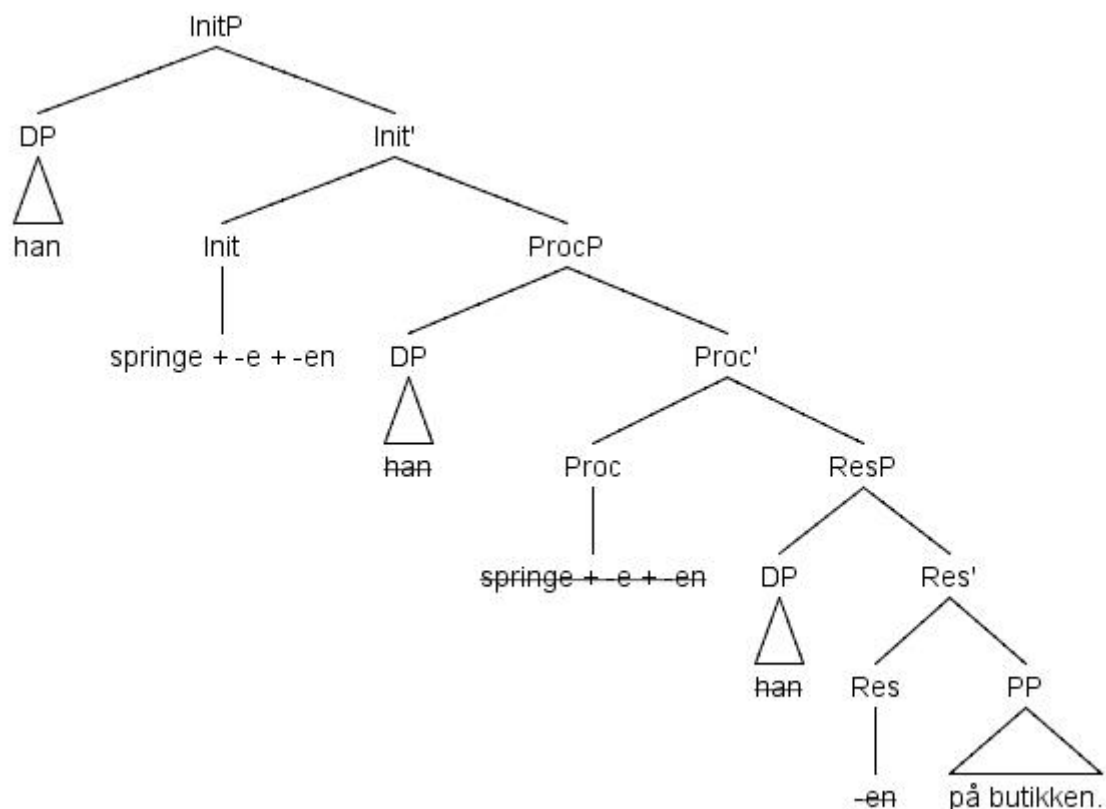 InitP
DP Init'
han Init ProcP
springe + -e + -en DP Proc'
han Proc ResP
springe + -e + -en DP Res'
han Res PP
-en på butikken.